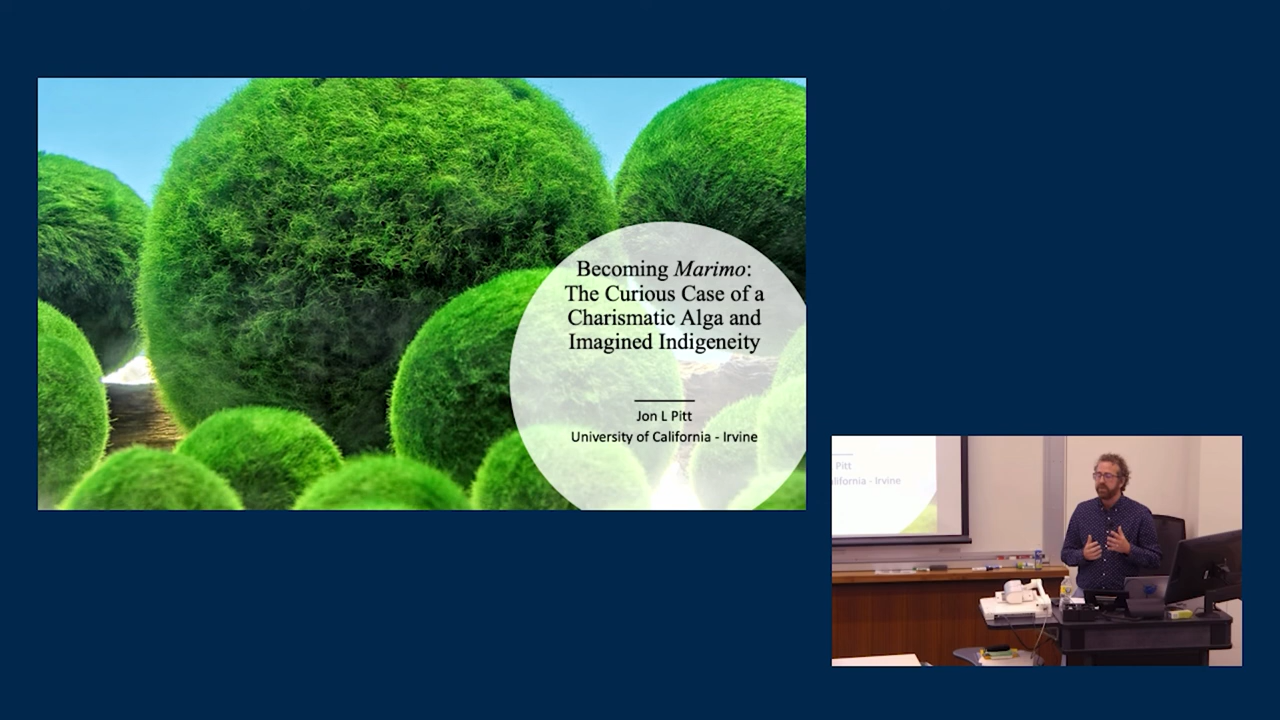 Becoming Marimo:
The Curious Case of a
Charismatic Alga and
Imagined Indigeneity
Jon L Pitt
University of California - Irvine
Pitt
lifornia - Irvine